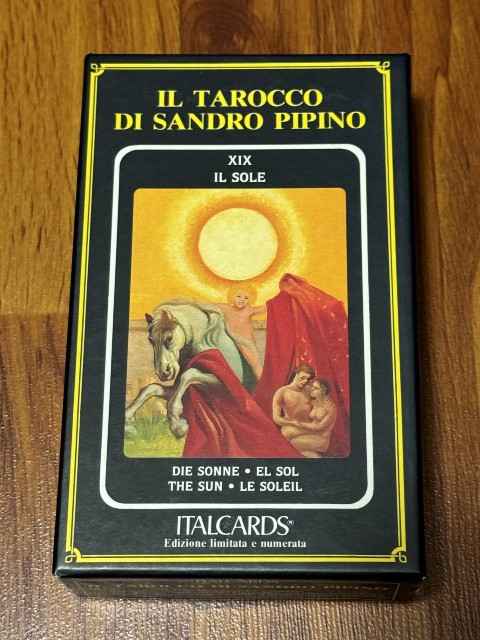 IL TAROCCO
DI SANDRO PIPINO
XIX
IL SOLE
DIE SONNE • EL SOL
THE SUN • LE SOLEIL
ITALCARDS
Edizione limitata e numerata